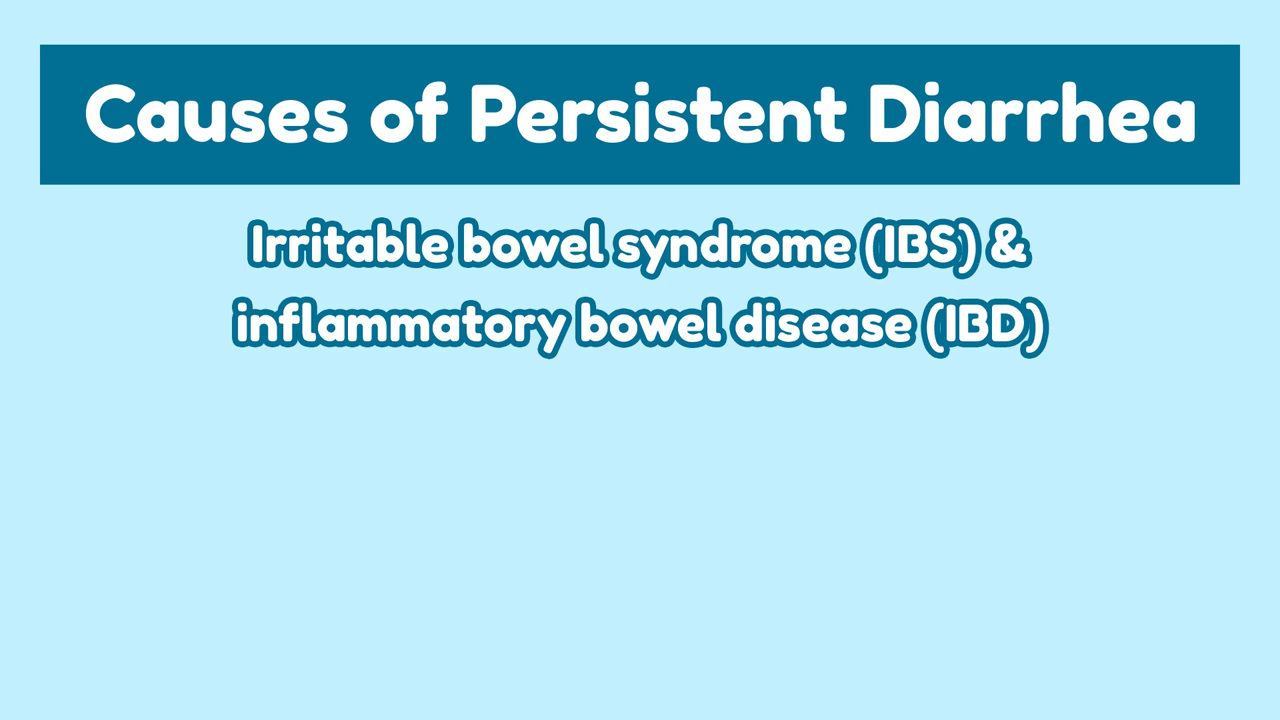 Causes of Persistent Diarrhea
Irritable bowel syndrome (IBS) &
inflammatory bowel disease (IBD)